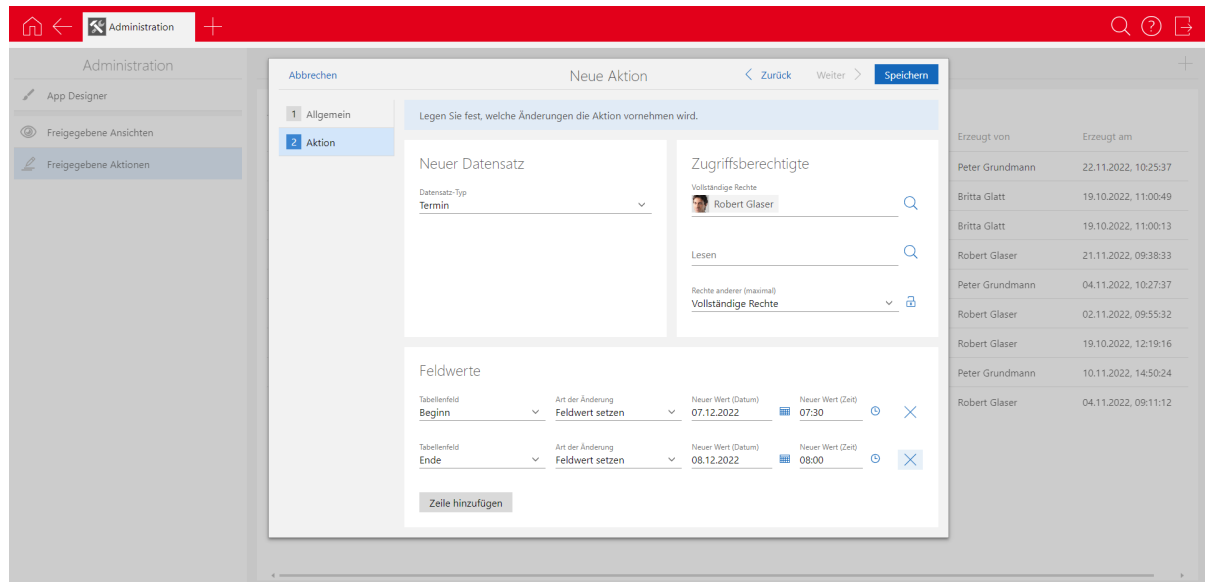 Administration
Administration
App Designer
Freigegebene Ansichten
Freigegebene Aktionen
Abbrechen
Neue Aktion
Zurück
Weiter
Speichern
1 Allgemein
2 Aktion
Legen Sie fest, welche Änderungen die Aktion vornehmen wird.
Neuer Datensatz
Datensatz-Typ
Termin
Zugriffsberechtigte
Vollständige Rechte
Robert Glaser
Lesen
Rechte anderer (maximal)
Vollständige Rechte
Feldwerte
Tabellenfeld Art der Änderung Neuer Wert (Datum) Neuer Wert (Zeit)
Beginn Feldwert setzen 07.12.2022 07:30
Tabellenfeld Art der Änderung Neuer Wert (Datum) Neuer Wert (Zeit)
Ende Feldwert setzen 08.12.2022 08:00
Zeile hinzufügen
Erzeugt von Erzeugt am
Peter Grundmann 22.11.2022, 10:25:37
Britta Glatt 19.10.2022, 11:00:49
Britta Glatt 19.10.2022, 11:00:13
Robert Glaser 21.11.2022, 09:38:33
Peter Grundmann 04.11.2022, 10:27:37
Robert Glaser 02.11.2022, 09:55:32
Robert Glaser 19.10.2022, 12:19:16
Peter Grundmann 10.11.2022, 14:50:24
Robert Glaser 04.11.2022, 09:11:12